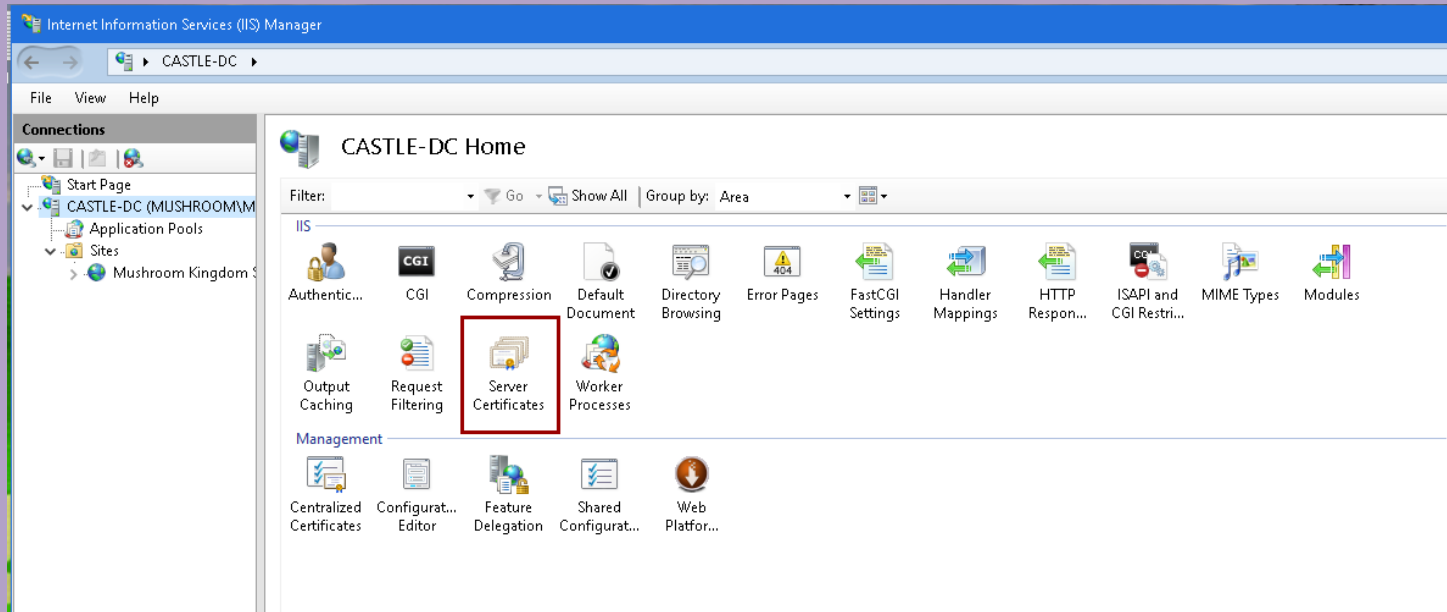 Internet Information Services (IIS) Manager
CASTLE-DC
File View Help
Connections
Start Page
CASTLE-DC (MUSHROOM\M
Application Pools
Sites
Mushroom Kingdom S
CASTLE-DC Home
Filter: Go Show All Group by: Area
IIS
Authentic... CGI Compression Default Directory Error Pages FastCGI Handler HTTP ISAPI and MIME Types Modules
Document Browsing Settings Mappings Respon... CGI Restri...
Output Request Server Worker
Caching Filtering Certificates Processes
Management
Centralized Configurat... Feature Shared Web
Certificates Editor Delegation Configurat... Platfor...